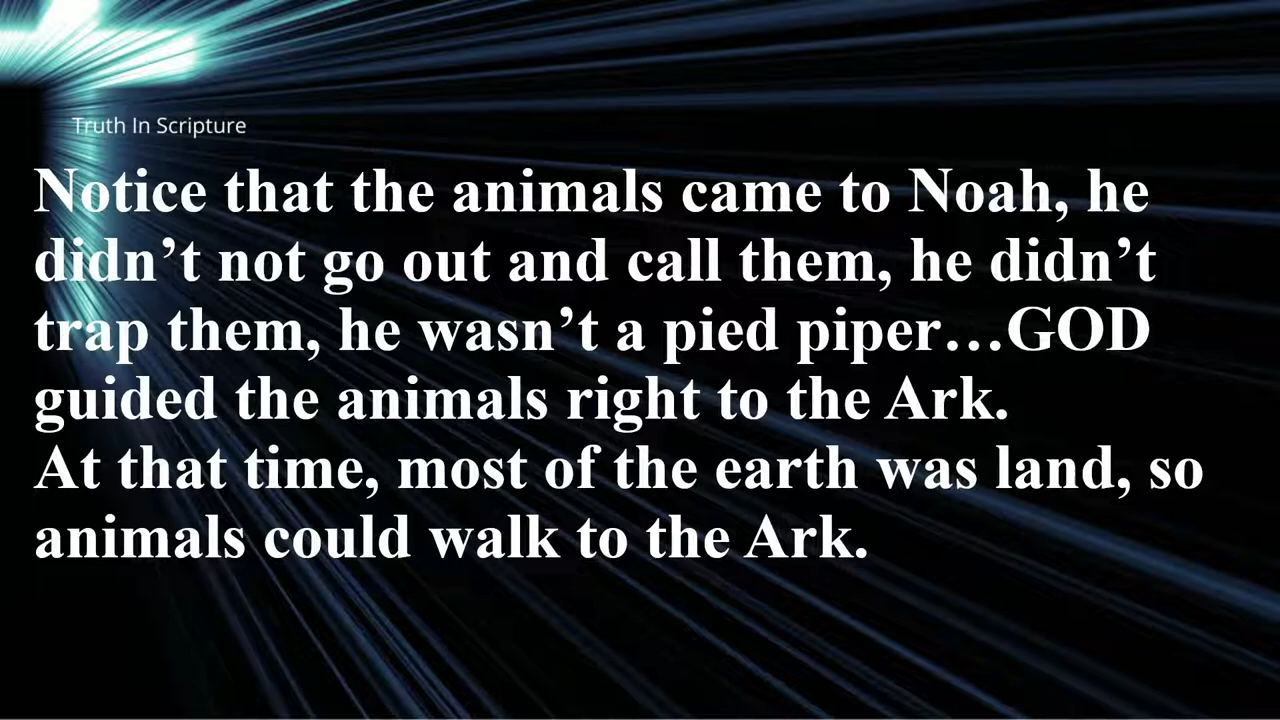 Truth In Scripture
Notice that the animals came to Noah, he
didn’t not go out and call them, he didn’t
trap them, he wasn’t a pied piper…GOD
guided the animals right to the Ark.
At that time, most of the earth was land, so
animals could walk to the Ark.